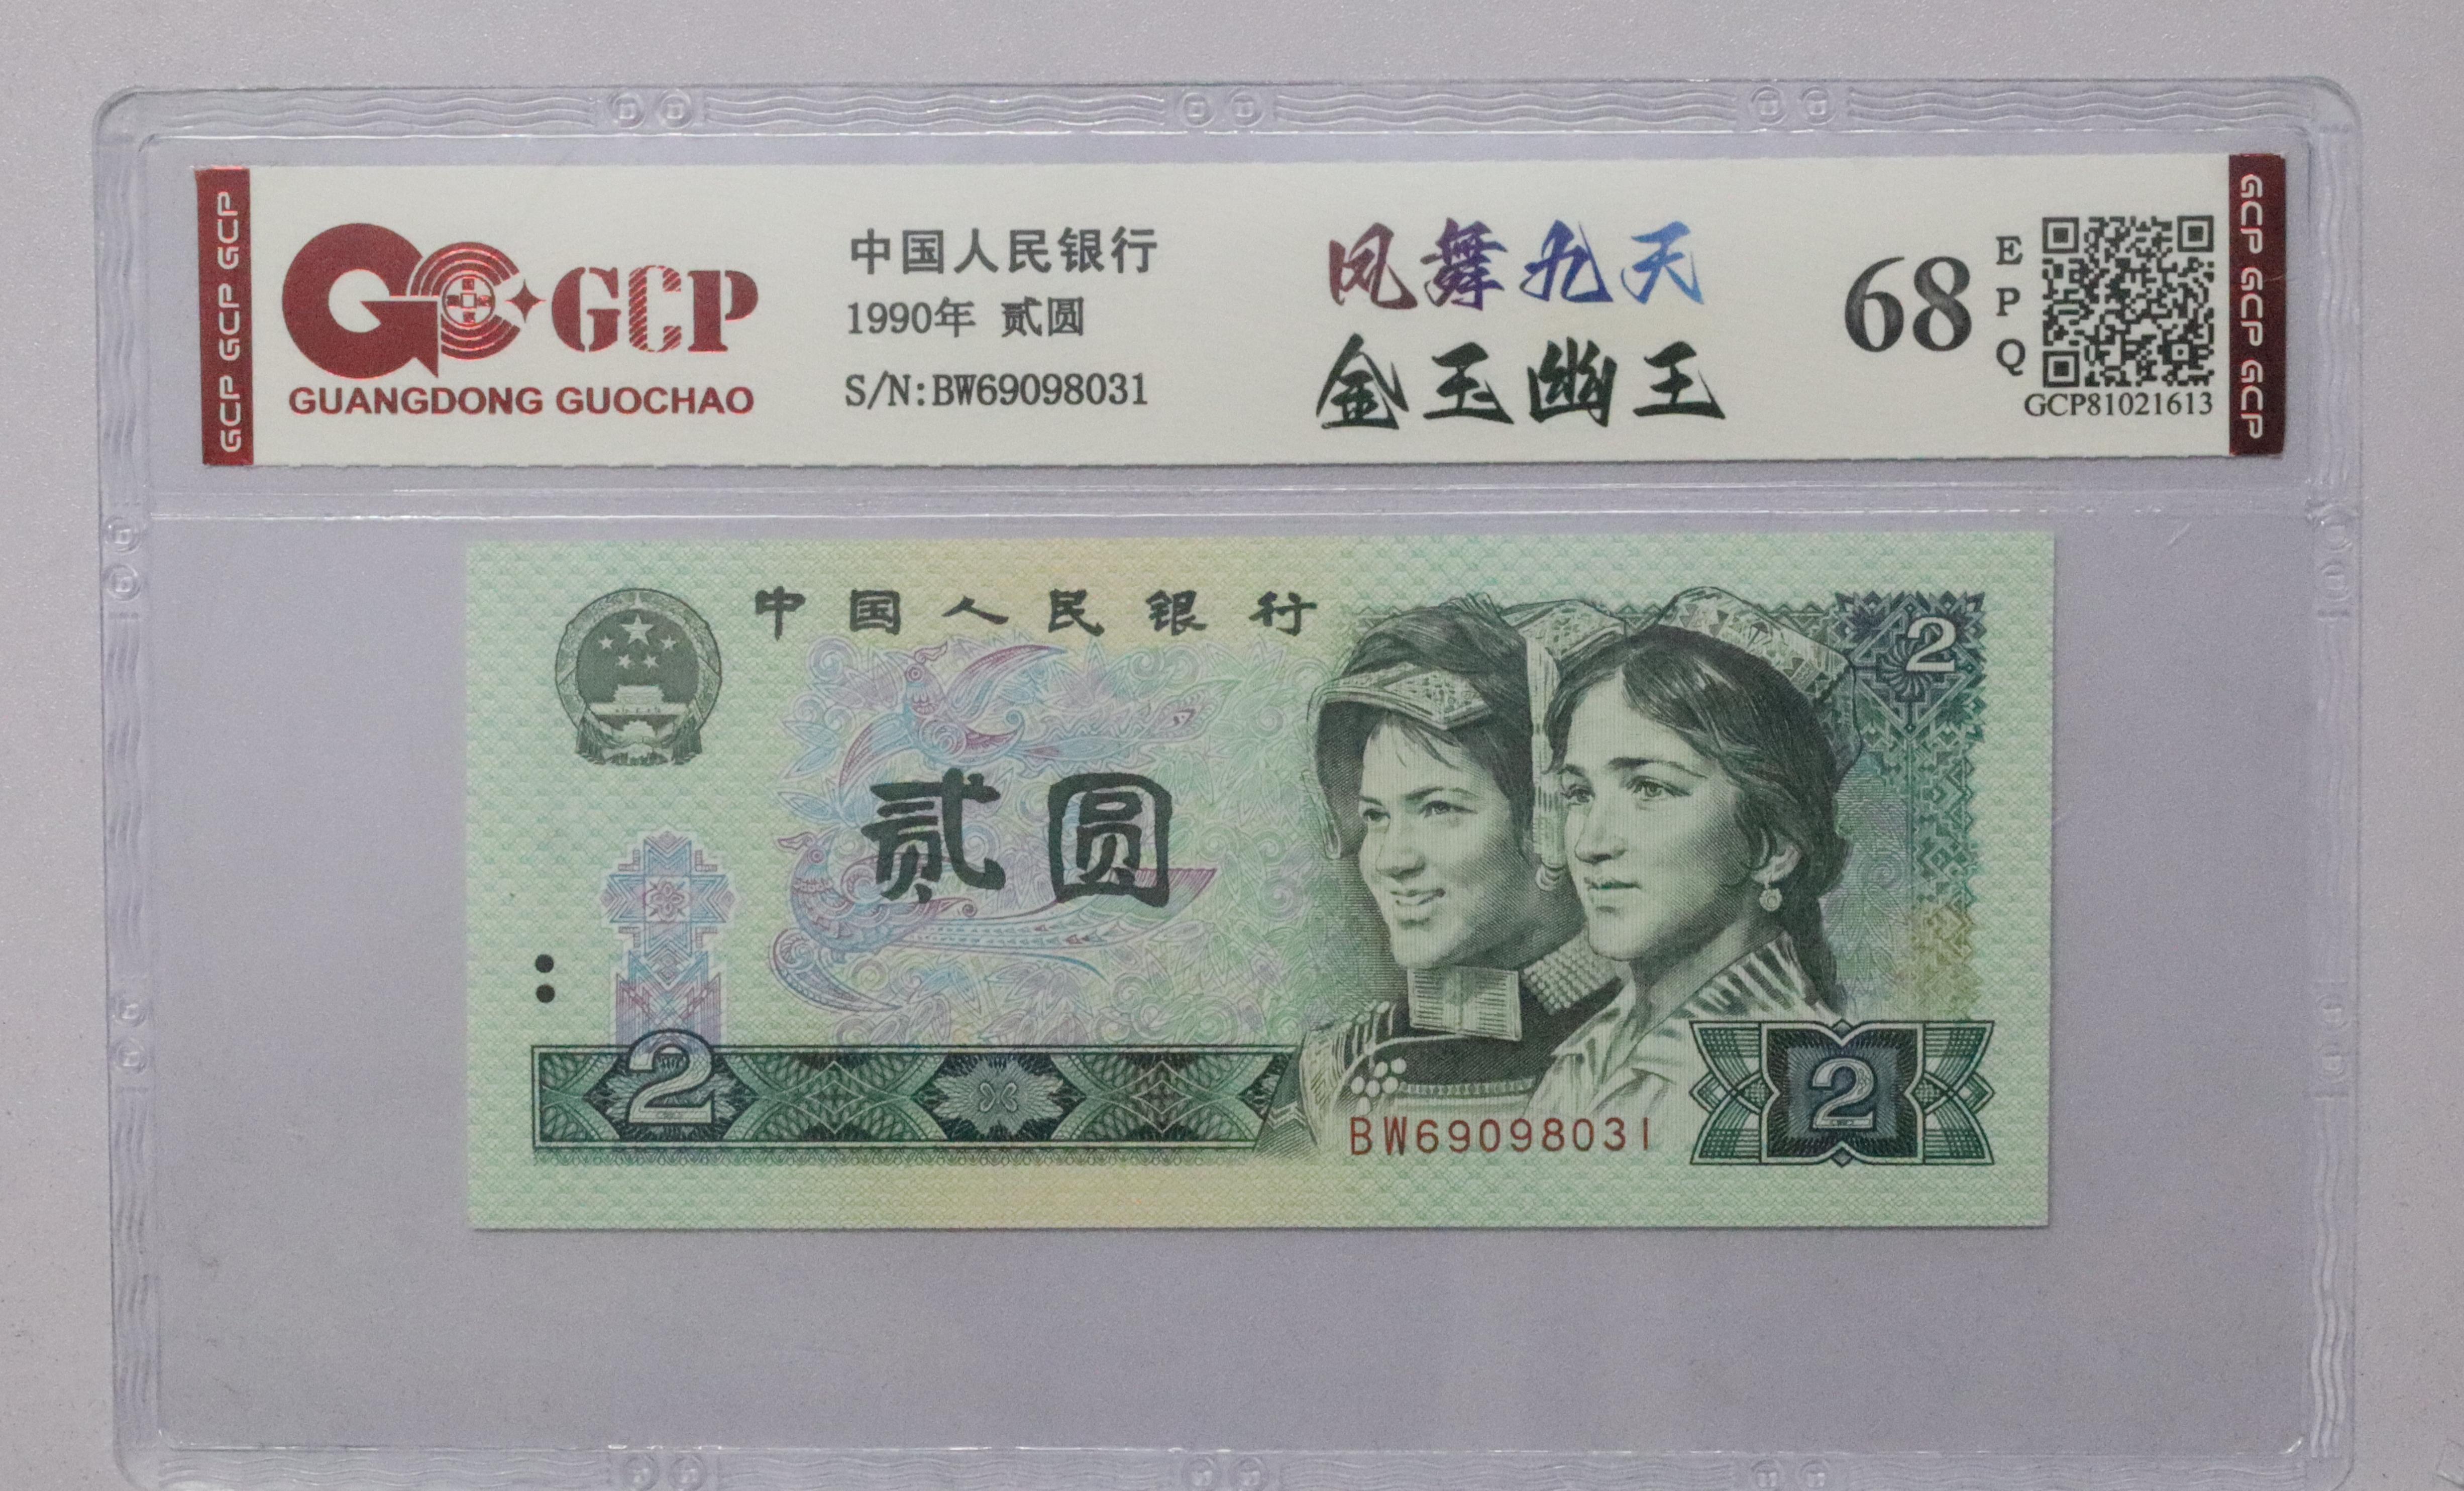 GCP GCP GCP
GCP
GUANGDONG GUOCHAO
中国人民银行
1990年 贰圆
S/N:BW69098031
凤舞九天
金玉幽王
68
E
P
Q
GCP81021613
GCP GCP GCP
中国人民银行
2
贰圆
2
BW69098031
2